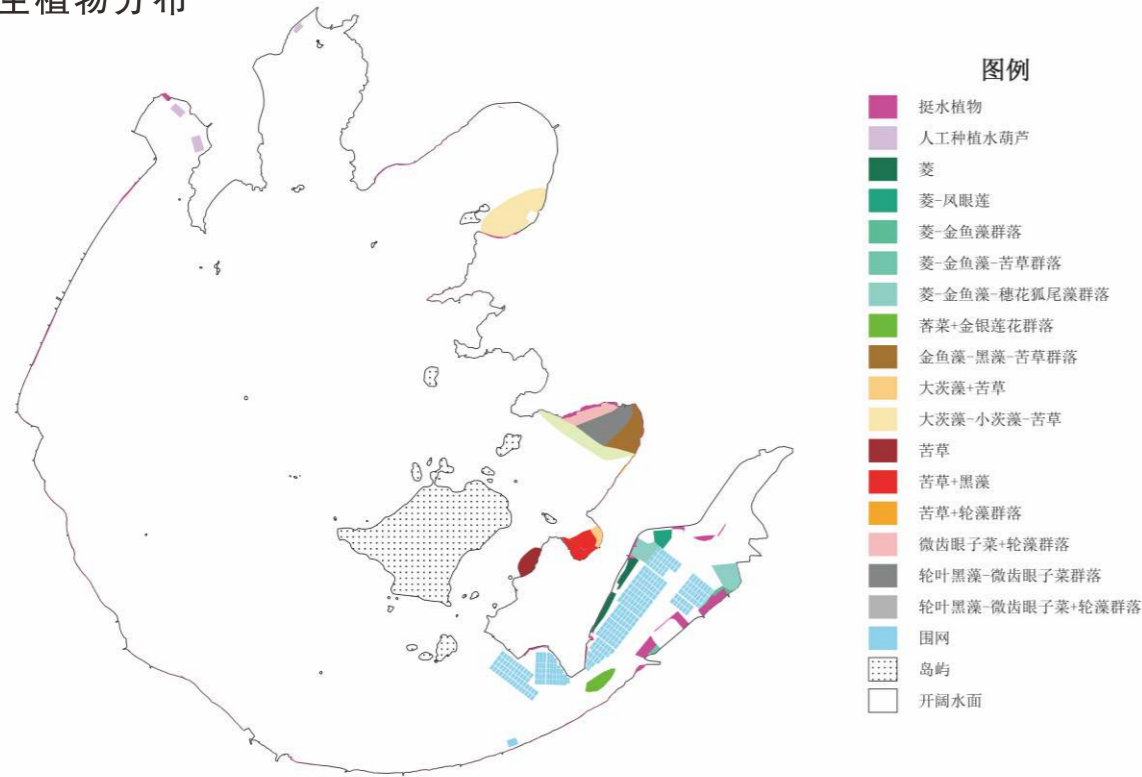 生植物分布
图例
挺水植物
人工种植水葫芦
菱
菱-凤眼莲
菱-金鱼藻群落
菱-金鱼藻-苦草群落
菱-金鱼藻-穗花狐尾藻群落
莕菜+金银莲花群落
金鱼藻-黑藻-苦草群落
大茨藻+苦草
大茨藻-小茨藻-苦草
苦草
苦草+黑藻
苦草+轮藻群落
微齿眼子菜+轮藻群落
轮叶黑藻-微齿眼子菜群落
轮叶黑藻-微齿眼子菜+轮藻群落
围网
岛屿
开阔水面